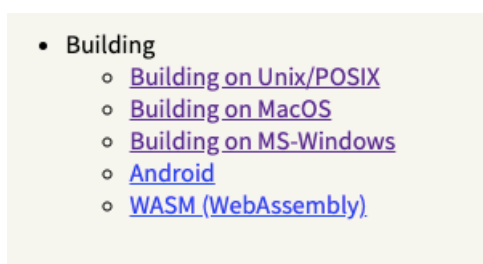 Building
Building on Unix/POSIX
Building on MacOS
Building on MS-Windows
Android
WASM (WebAssembly)